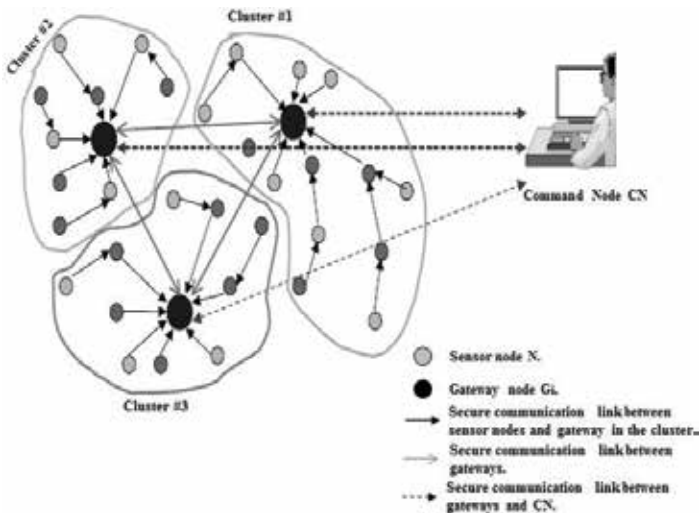 Cluster #2
Cluster #1
Command Node CN
Cluster #3
Sensor node N.
Gateway node Gi.
Secure communication link between
sensor nodes and gateway in the cluster..
Secure communication link between
gateways.
Secure communication link between
gateways and CN.